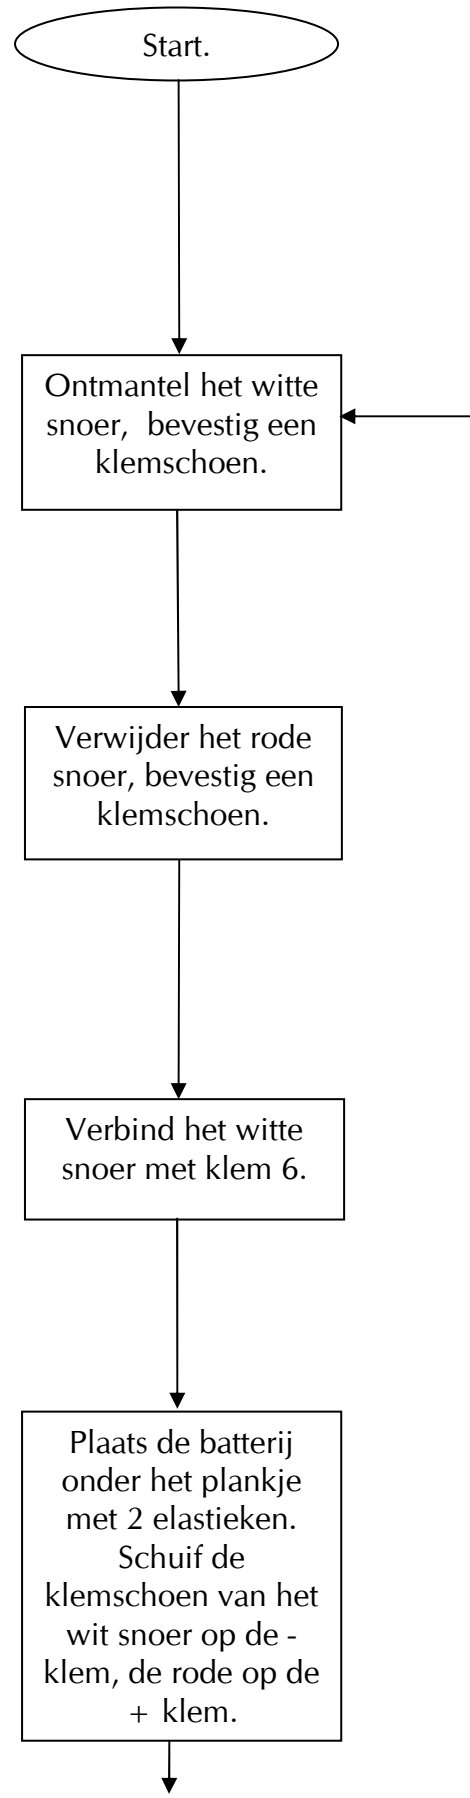 Start.
Ontmantel het witte
snoer, bevestig een
klemschoen.
Verwijder het rode
snoer, bevestig een
klemschoen.
Verbind het witte
snoer met klem 6.
Plaats de batterij
onder het plankje
met 2 elastieken.
Schuif de
klemschoen van het
wit snoer op de -
klem, de rode op de
+ klem.